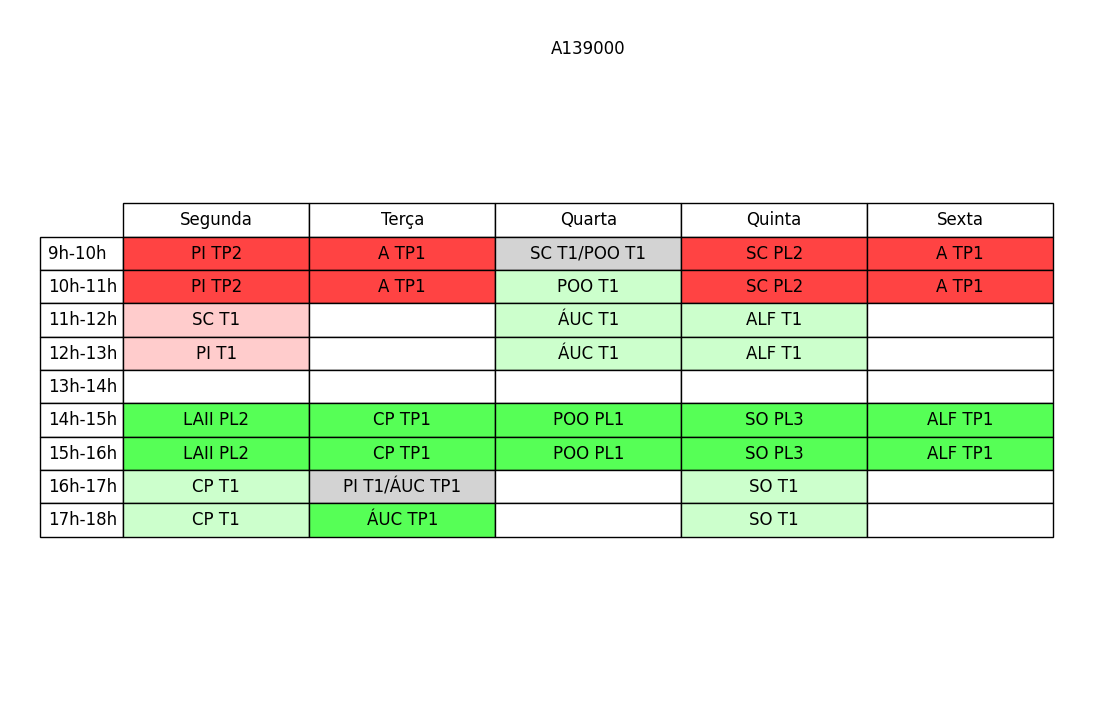 A139000
Segunda Terça Quarta Quinta Sexta
9h-10h PI TP2 A TP1 SC T1/POO T1 SC PL2 A TP1
10h-11h PI TP2 A TP1 POO T1 SC PL2 A TP1
11h-12h SC T1 ÁUC T1 ALF T1
12h-13h PI T1 ÁUC T1 ALF T1
13h-14h
14h-15h LAII PL2 CP TP1 POO PL1 SO PL3 ALF TP1
15h-16h LAII PL2 CP TP1 POO PL1 SO PL3 ALF TP1
16h-17h CP T1 PI T1/ÁUC TP1 SO T1
17h-18h CP T1 ÁUC TP1 SO T1